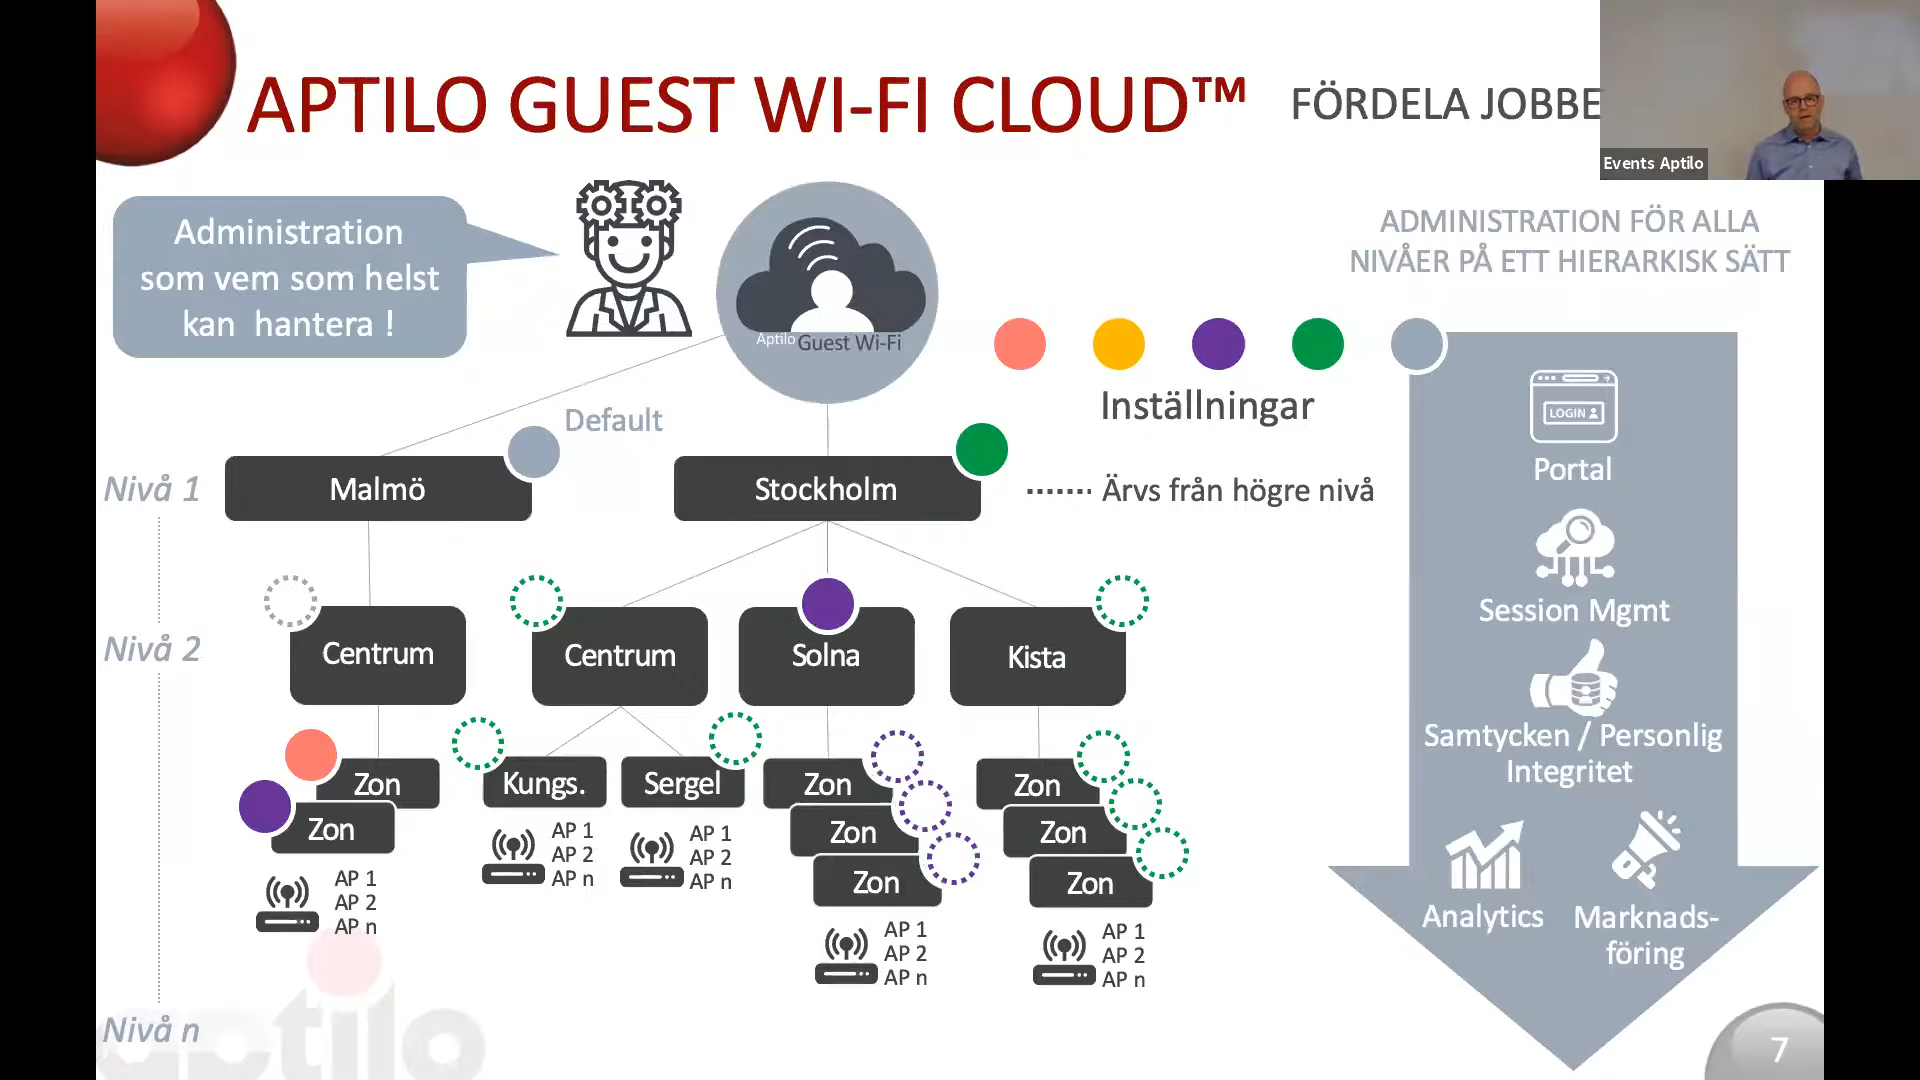 APTILO GUEST WI-FI CLOUD™ FÖRDELA JOBBE
Events Aptilo
Administration
som vem som helst
kan hantera !
Aptilo Guest Wi-Fi
ADMINISTRATION FÖR ALLA
NIVÅER PÅ ETT HIERARKISK SÄTT
Inställningar
Default
Nivå 1
Malmö
Stockholm
Ärvs från högre nivå
LOGIN
Portal
Session Mgmt
Nivå 2
Centrum
Centrum
Solna
Kista
Samtycken / Personlig
Integritet
Zon
Zon
Kungs.
Sergel
Zon
Zon
Zon
Zon
Zon
Zon
AP 1
AP 2
AP n
AP 1
AP 2
AP n
AP 1
AP 2
AP n
AP 1
AP 2
AP n
AP 1
AP 2
AP n
Analytics
Marknads-
föring
Nivå n
aptilo
7